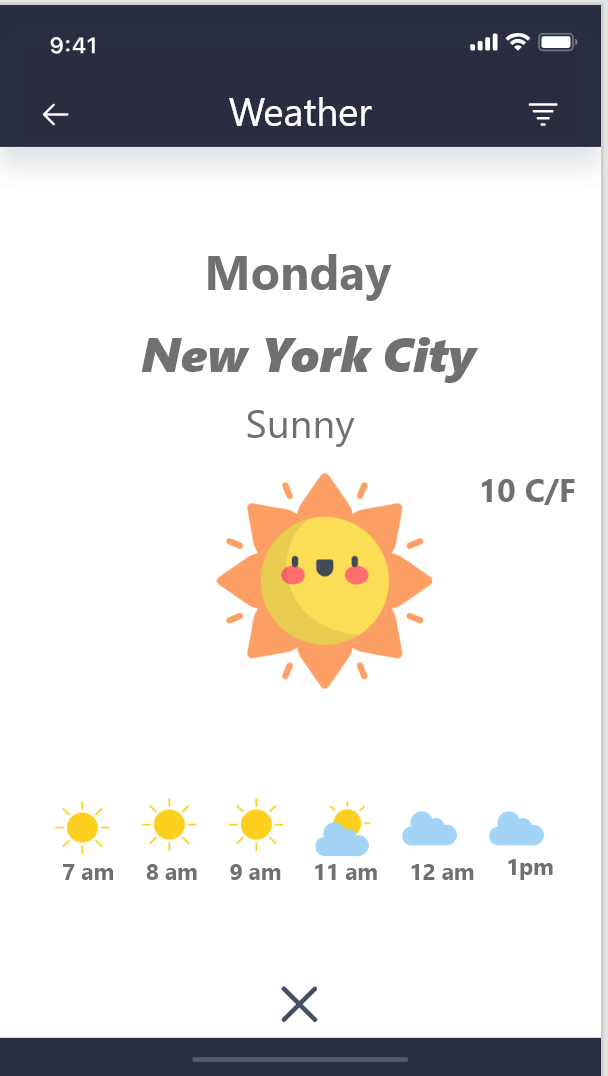 9:41
Weather
Monday
New York City
Sunny
10 C/F
7 am 8 am 9 am 11 am 12 am 1pm